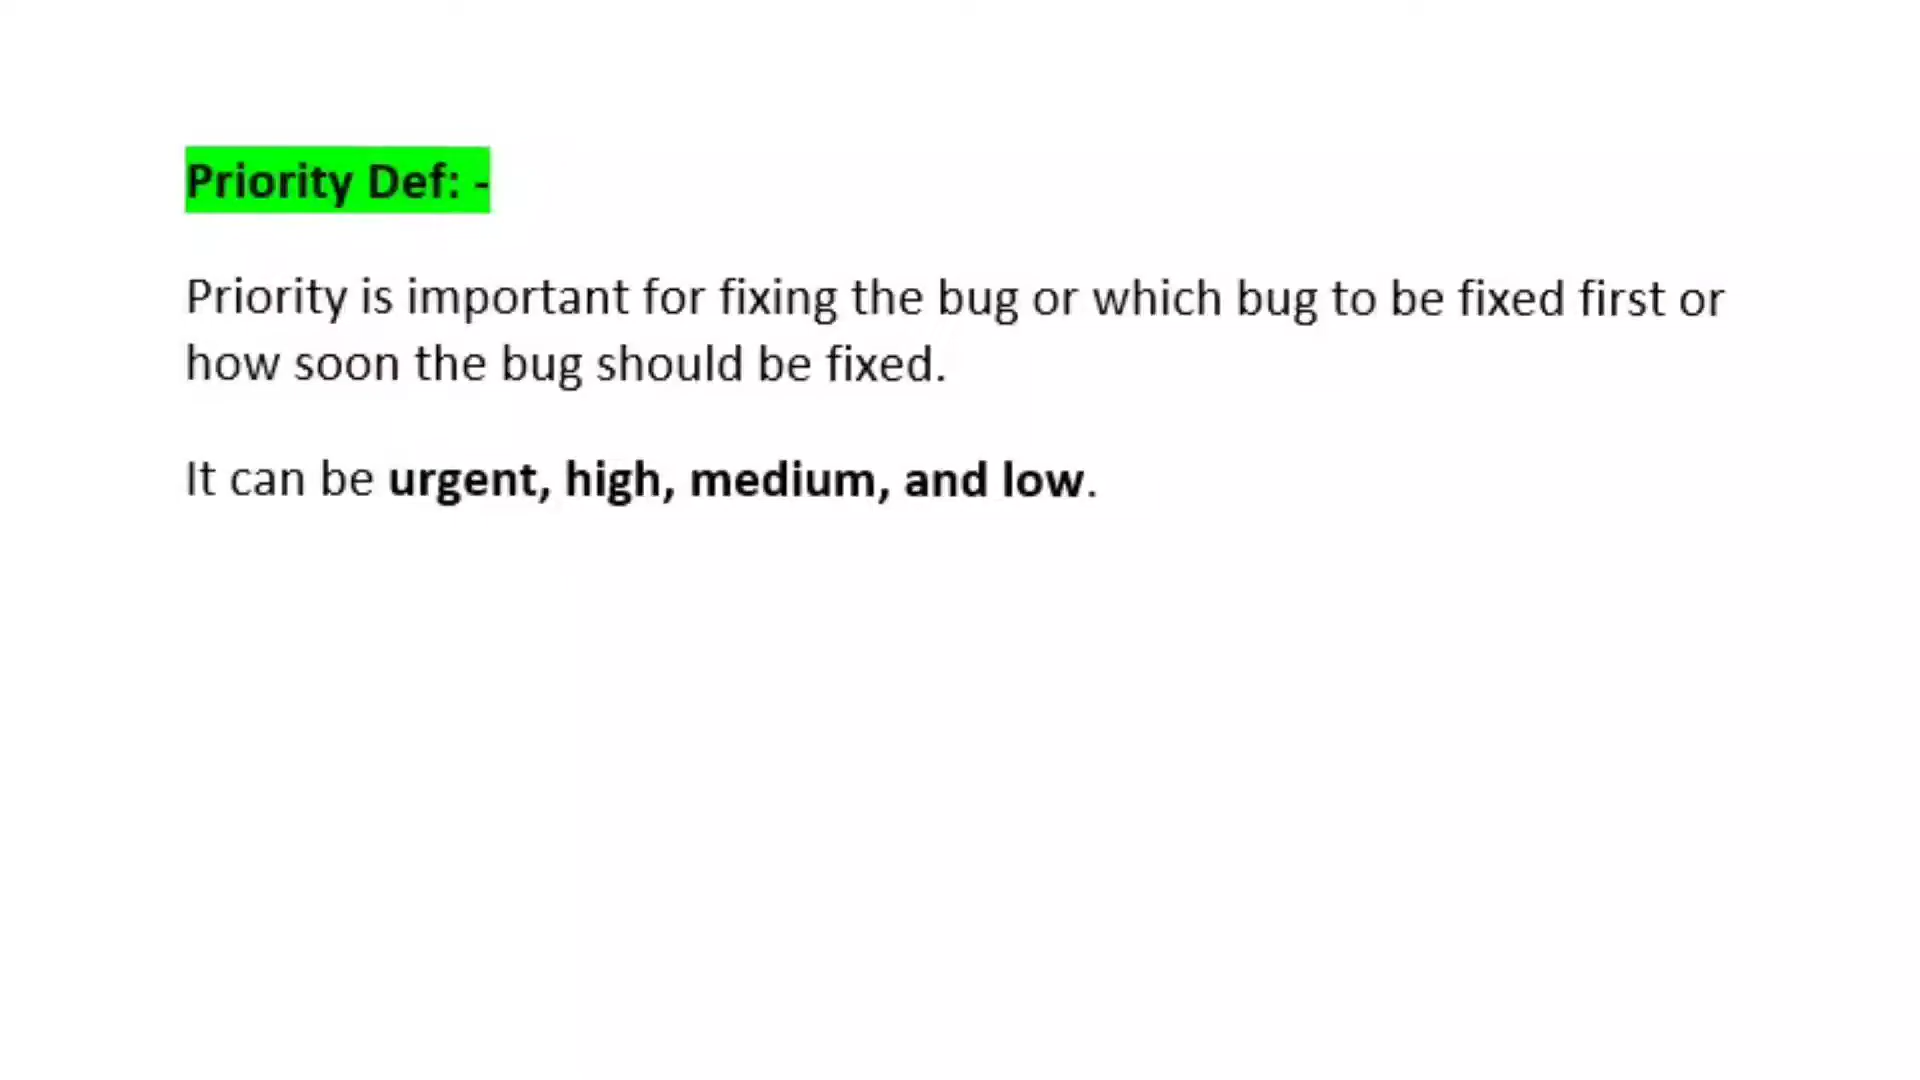 Priority Def: -
Priority is important for fixing the bug or which bug to be fixed first or
how soon the bug should be fixed.
It can be urgent, high, medium, and low.